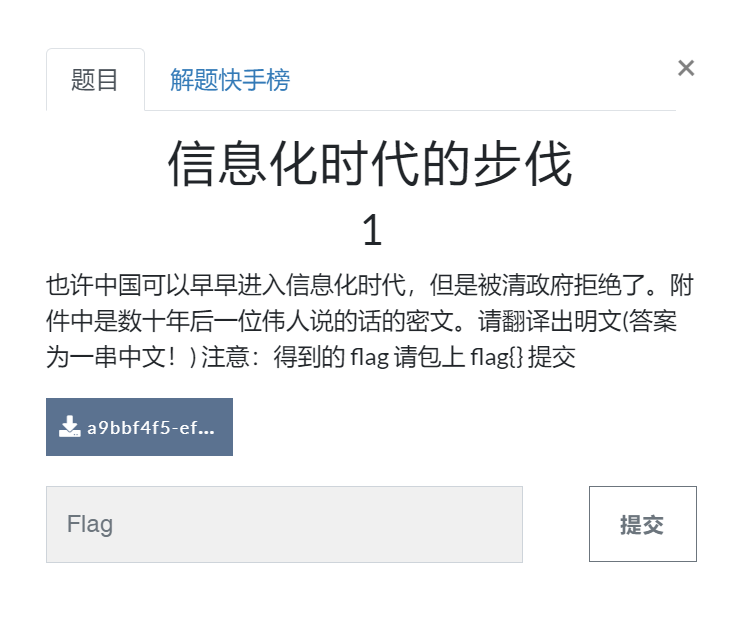 题目
解题快手榜
×
信息化时代的步伐
1
也许中国可以早早进入信息化时代，但是被清政府拒绝了。附
件中是数十年后一位伟人说的话的密文。请翻译出明文(答案
为一串中文！) 注意：得到的 flag 请包上 flag{} 提交
a9bbf4f5-ef...
Flag
提交